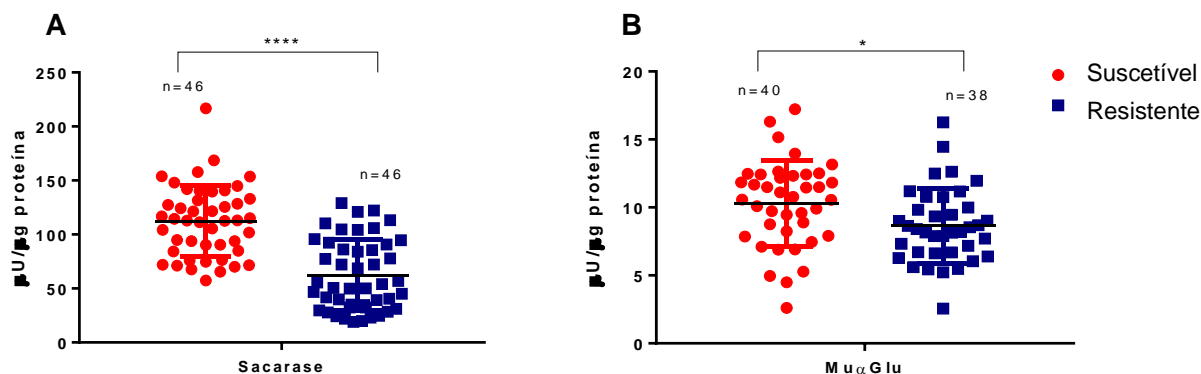 A
****
250
200
150
100
50
0
n=46
n=46
µU/µg proteína
Sacarase
B
*
20
15
10
5
0
n=40
n=38
µU/µg proteína
MuαGlu
Suscetível
Resistente